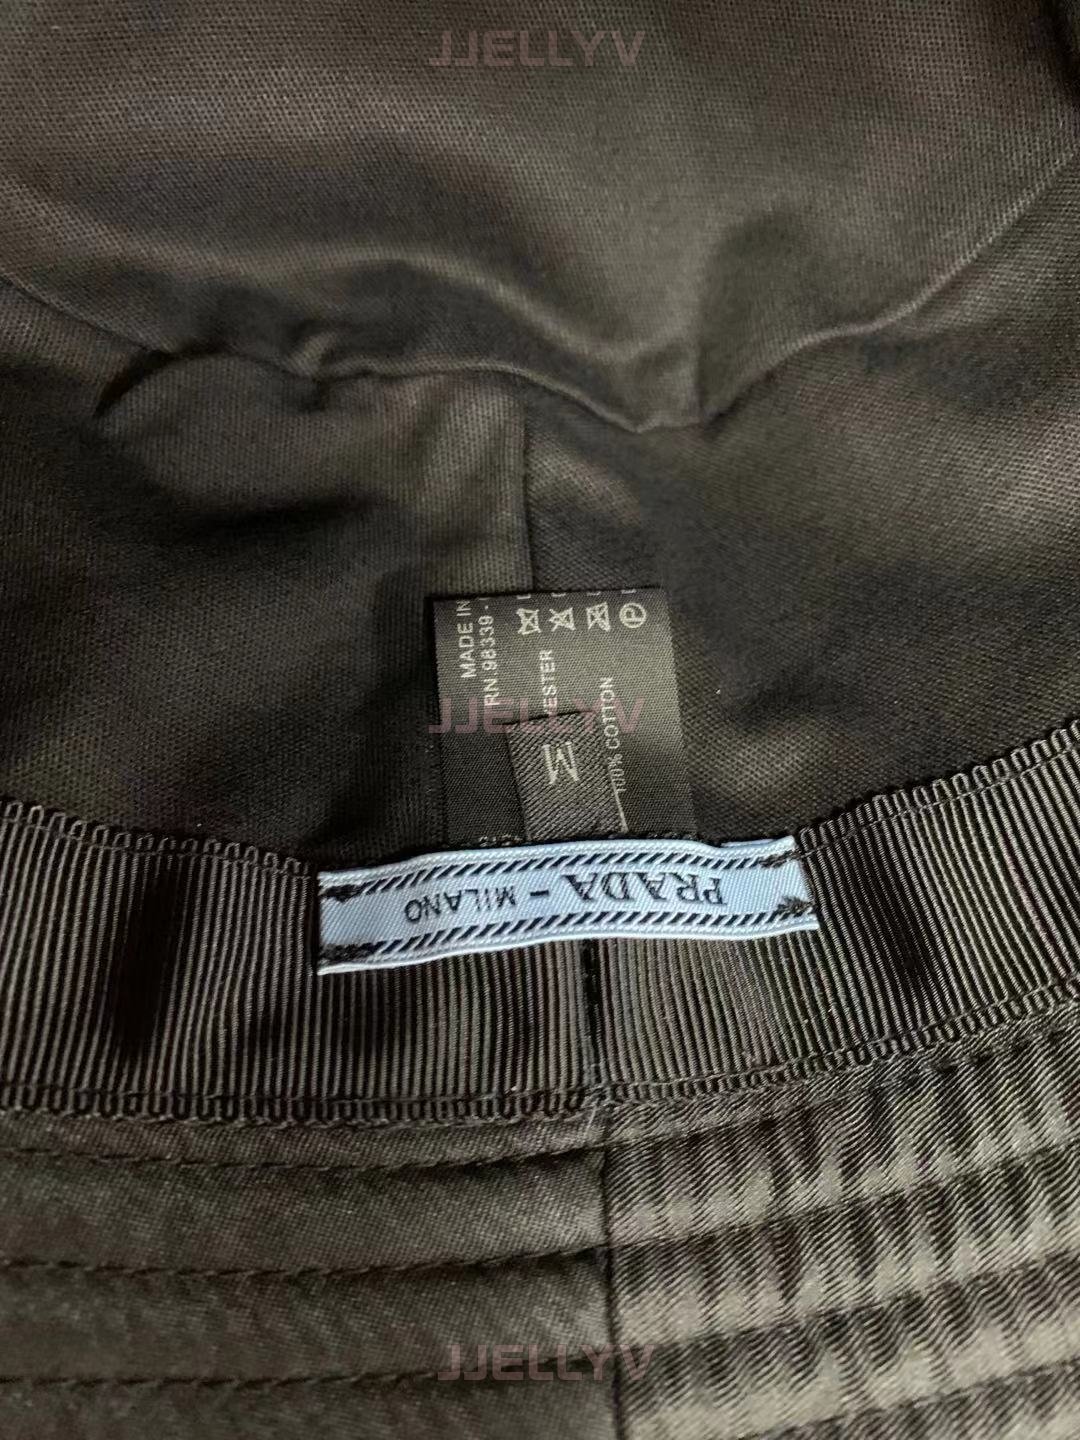 JJELLYV
MADE IN
RN 98339 -
ESTER
100% COTTON
P
JJELLYV
M
PRADA - MILANO
JJELLYV